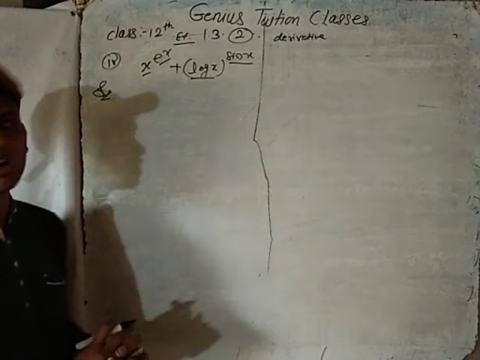 Genius Tuition Classes
class:- 12th Ex- 13.(2) derivative
(iv) x^e^x + (log x)^sin x